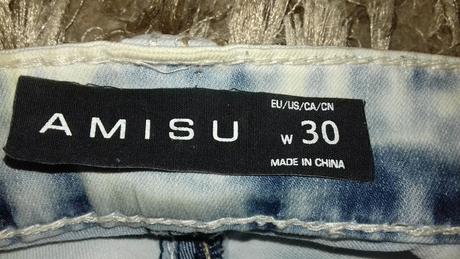 AMISU
EU/US/CA/CN
W 30
MADE IN CHINA